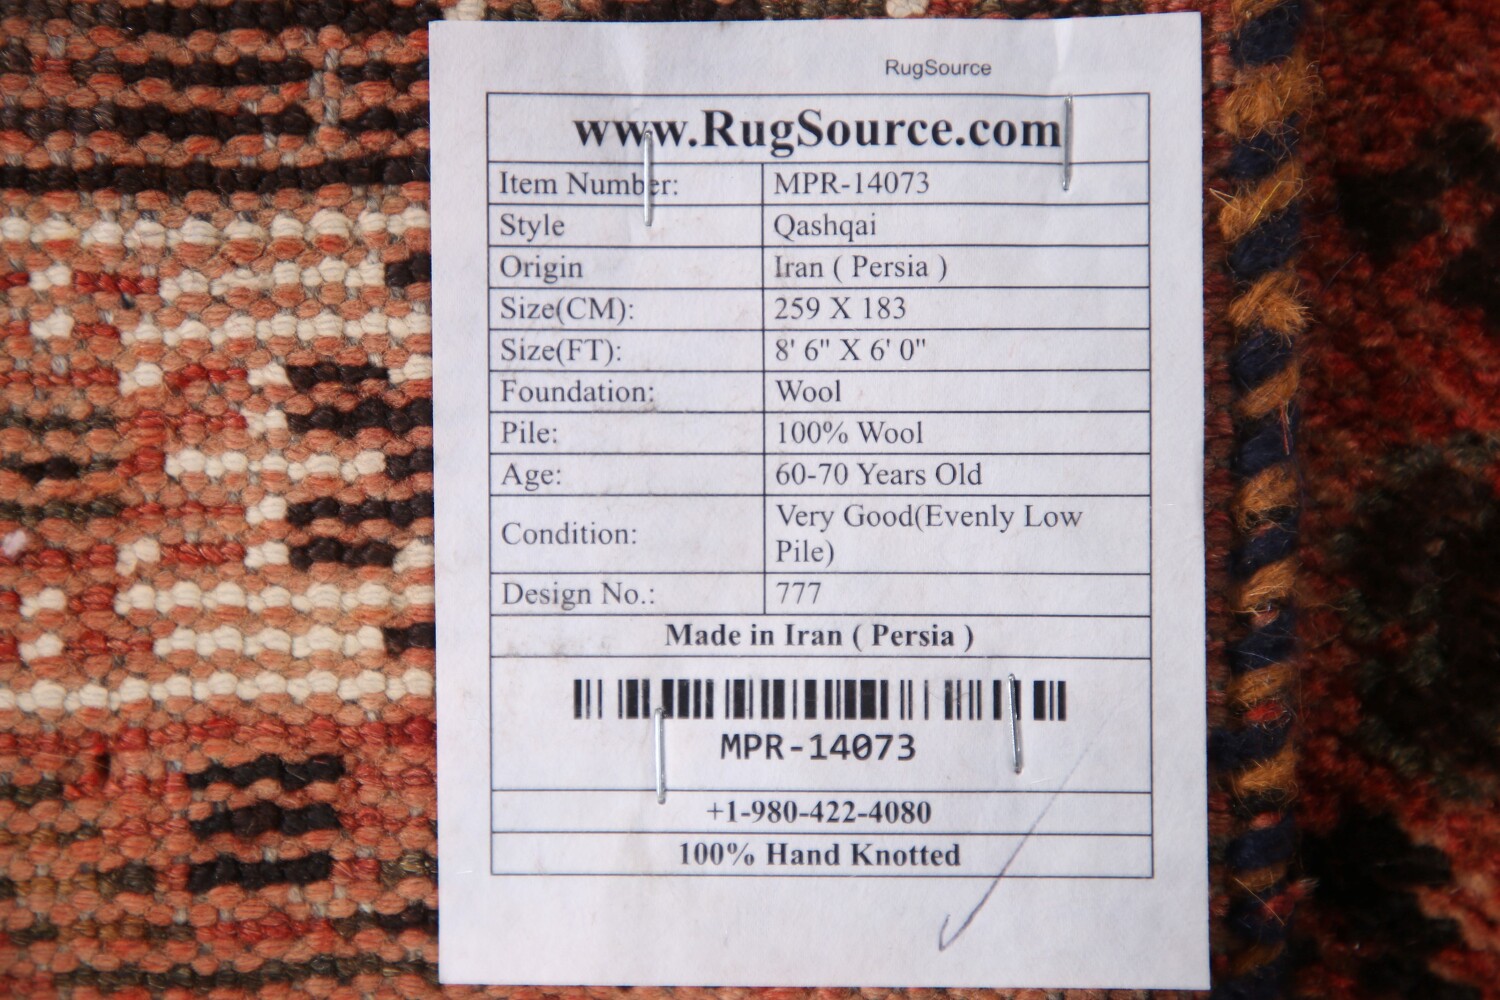 RugSource
www.RugSource.com
Item Number: MPR-14073
Style Qashqai
Origin Iran ( Persia )
Size(CM): 259 X 183
Size(FT): 8' 6" X 6' 0"
Foundation: Wool
Pile: 100% Wool
Age: 60-70 Years Old
Condition: Very Good(Evenly Low
Pile)
Design No.: 777
Made in Iran ( Persia )
MPR-14073
+1-980-422-4080
100% Hand Knotted